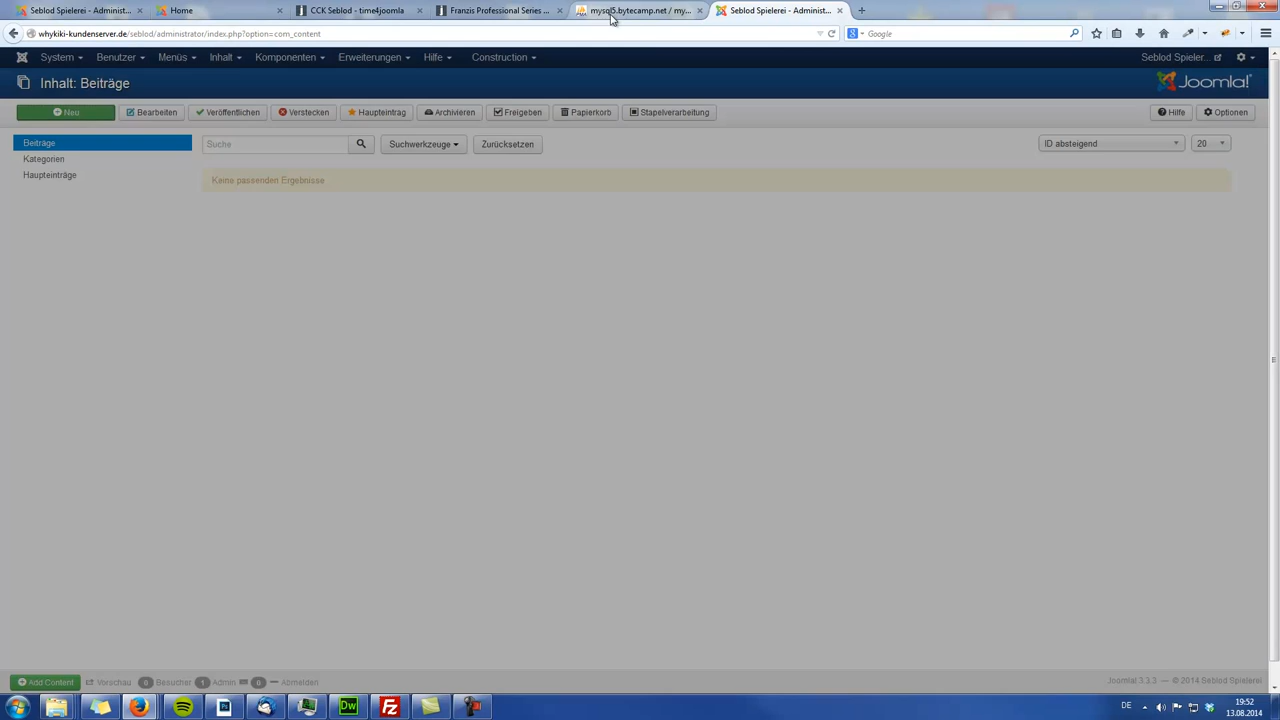 Seblod Spielerei - Administ...
Home
CCK Seblod - time4joomla
Franzis Professional Series ...
mysql5.bytecamp.net / my...
Seblod Spielerei - Administ...
whykiki-kundenserver.de/seblod/administrator/index.php?option=com_content
Google
System Benutzer Menüs Inhalt Komponenten Erweiterungen Hilfe Construction
Seblod Spieler...
Inhalt: Beiträge
Joomla!
Neu Bearbeiten Veröffentlichen Verstecken Haupteintrag Archivieren Freigeben Papierkorb Stapelverarbeitung Hilfe Optionen
Beiträge
Suche Suchwerkzeuge Zurücksetzen ID absteigend 20
Kategorien
Haupteinträge
Keine passenden Ergebnisse
Add Content Vorschau 0 Besucher 1 Admin 0 Abmelden
Joomla! 3.3.3 — © 2014 Seblod Spielerei
DE 19:52
13.08.2014